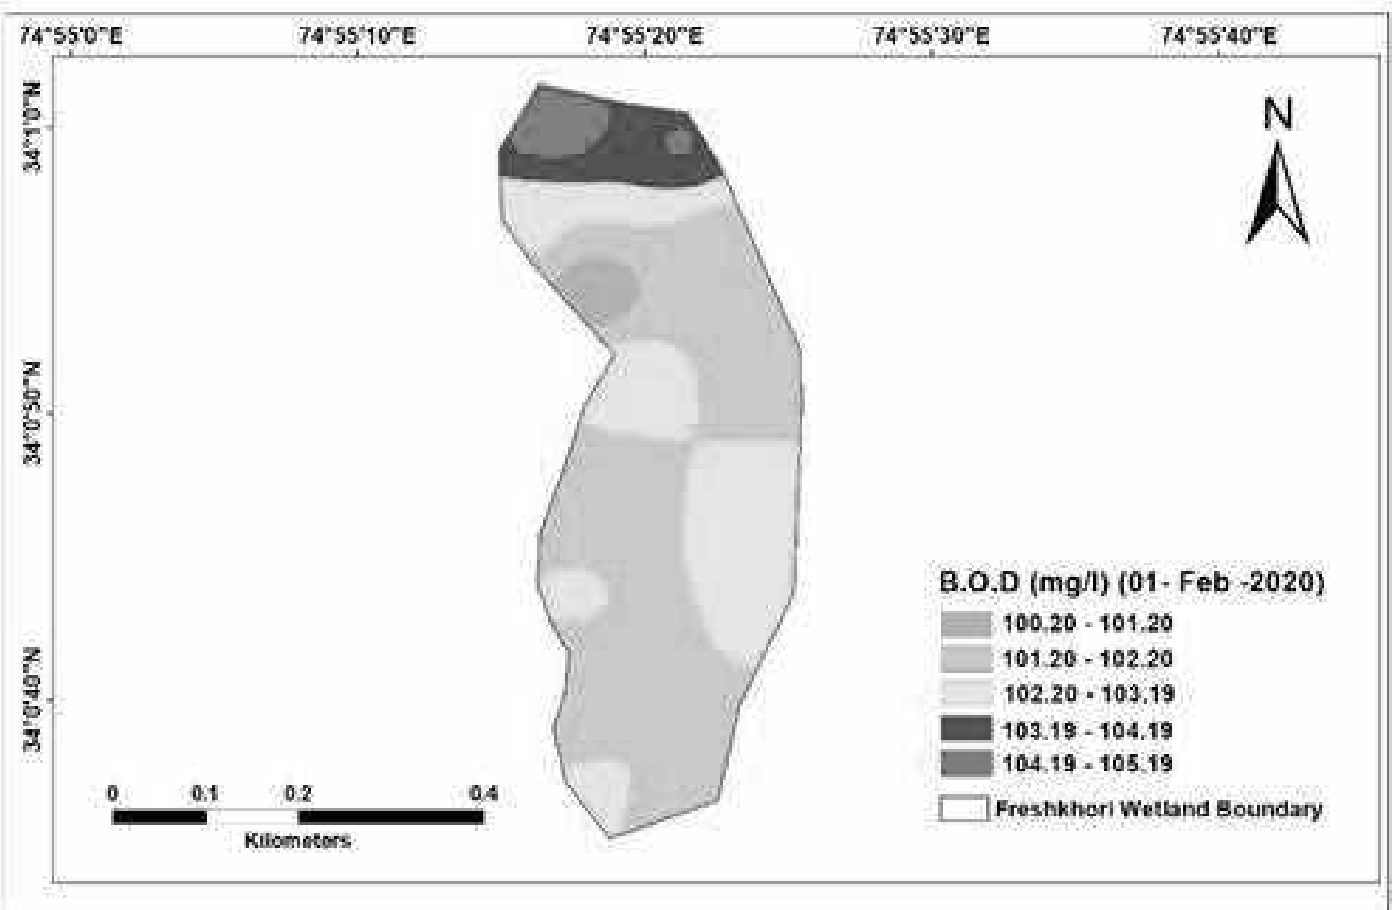 74°55'0"E 74°55'10"E 74°55'20"E 74°55'30"E 74°55'40"E
34°1'0"N
34°0'50"N
34°0'40"N
N
B.O.D (mg/l) (01- Feb -2020)
100.20 - 101.20
101.20 - 102.20
102.20 - 103.19
103.19 - 104.19
104.19 - 105.19
Freshkhori Wetland Boundary
0 0.1 0.2 0.4
Kilometers